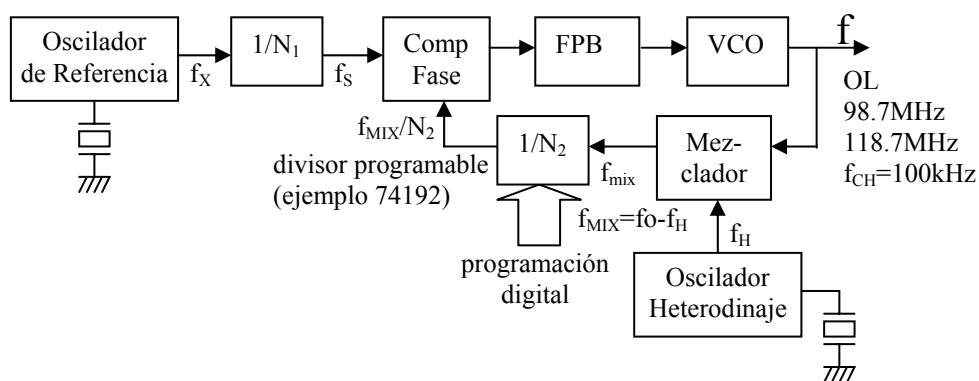 Oscilador
de Referencia
f_X
1/N_1
f_S
Comp
Fase
FPB
VCO
f
OL
98.7MHz
118.7MHz
f_CH=100kHz
f_MIX/N_2
divisor programable
(ejemplo 74192)
1/N_2
f_mix
Mez-
clador
f_MIX=fo-f_H
f_H
programación
digital
Oscilador
Heterodinaje